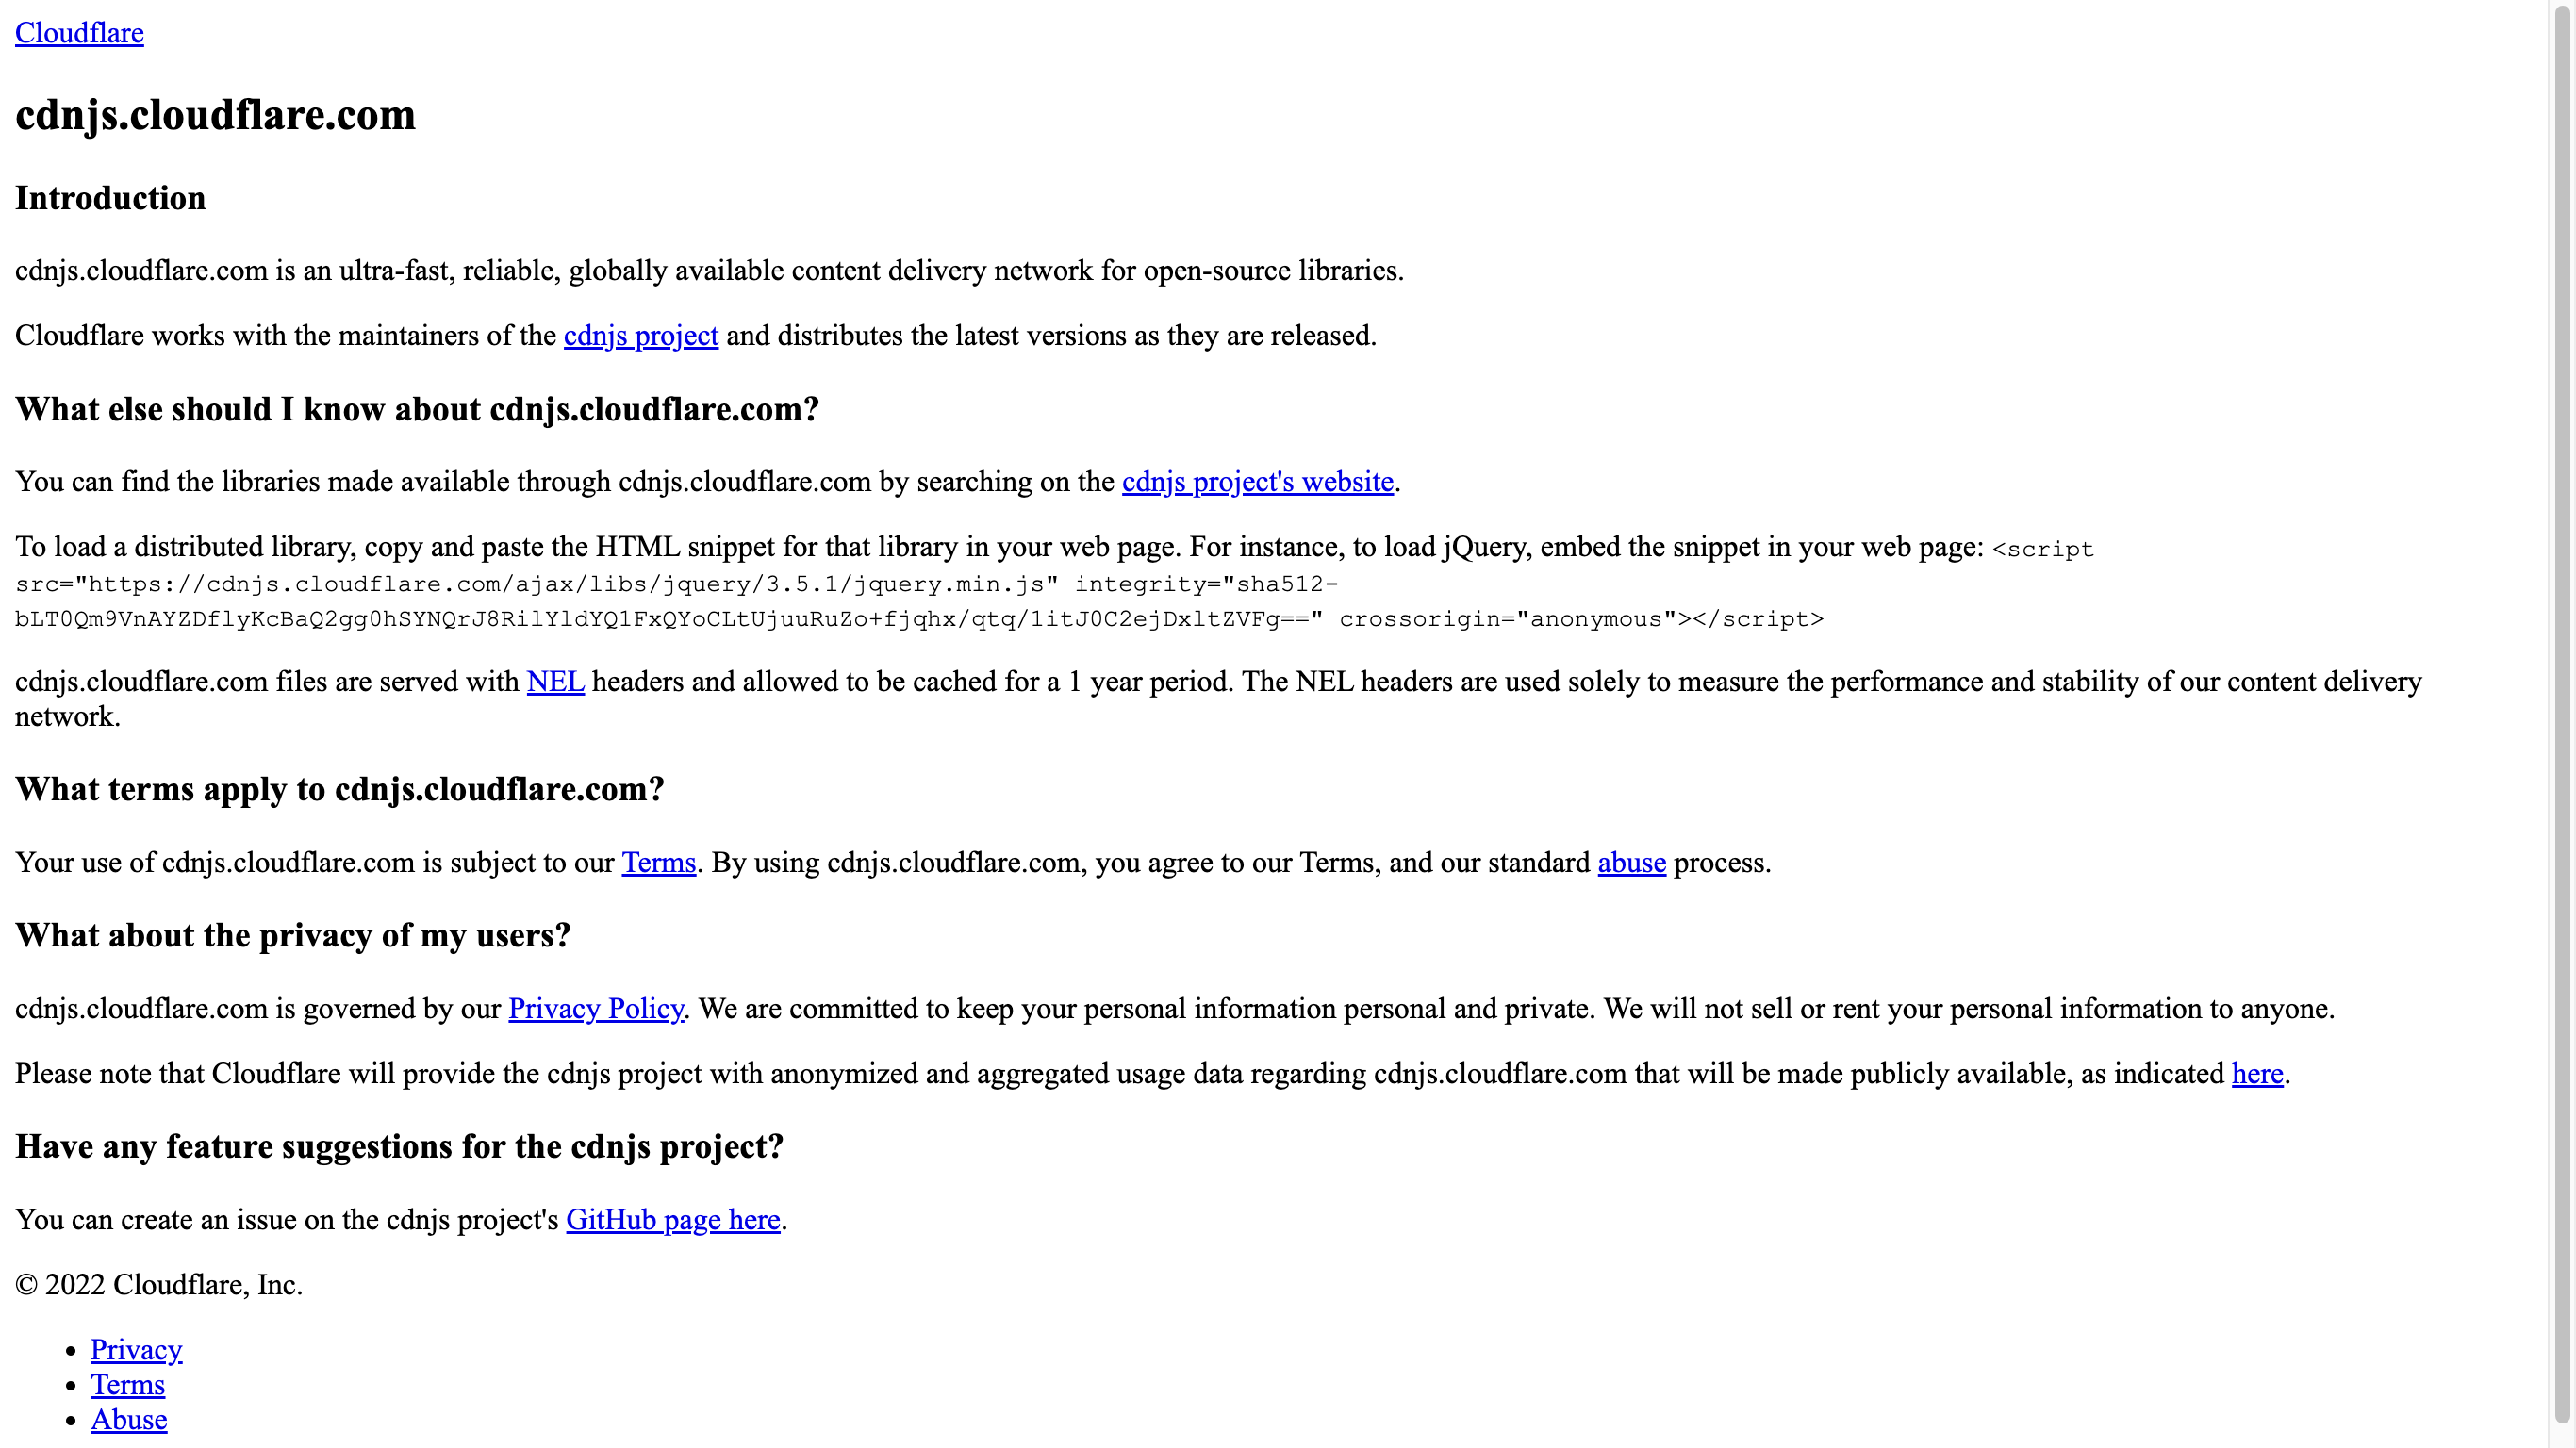 Cloudflare
cdnjs.cloudflare.com
Introduction
cdnjs.cloudflare.com is an ultra-fast, reliable, globally available content delivery network for open-source libraries.
Cloudflare works with the maintainers of the cdnjs project and distributes the latest versions as they are released.
What else should I know about cdnjs.cloudflare.com?
You can find the libraries made available through cdnjs.cloudflare.com by searching on the cdnjs project's website.
To load a distributed library, copy and paste the HTML snippet for that library in your web page. For instance, to load jQuery, embed the snippet in your web page: <script
src="https://cdnjs.cloudflare.com/ajax/libs/jquery/3.5.1/jquery.min.js" integrity="sha512-
bLT0Qm9VnAYZDflyKcBaQ2gg0hSYNQrJ8RilYldYQ1FxQYoCLtUjuuRuZo+fjqhx/qtq/1itJ0C2ejDxltZVFg==" crossorigin="anonymous"></script>
cdnjs.cloudflare.com files are served with NEL headers and allowed to be cached for a 1 year period. The NEL headers are used solely to measure the performance and stability of our content delivery
network.
What terms apply to cdnjs.cloudflare.com?
Your use of cdnjs.cloudflare.com is subject to our Terms. By using cdnjs.cloudflare.com, you agree to our Terms, and our standard abuse process.
What about the privacy of my users?
cdnjs.cloudflare.com is governed by our Privacy Policy. We are committed to keep your personal information personal and private. We will not sell or rent your personal information to anyone.
Please note that Cloudflare will provide the cdnjs project with anonymized and aggregated usage data regarding cdnjs.cloudflare.com that will be made publicly available, as indicated here.
Have any feature suggestions for the cdnjs project?
You can create an issue on the cdnjs project's GitHub page here.
© 2022 Cloudflare, Inc.
• Privacy
• Terms
• Abuse